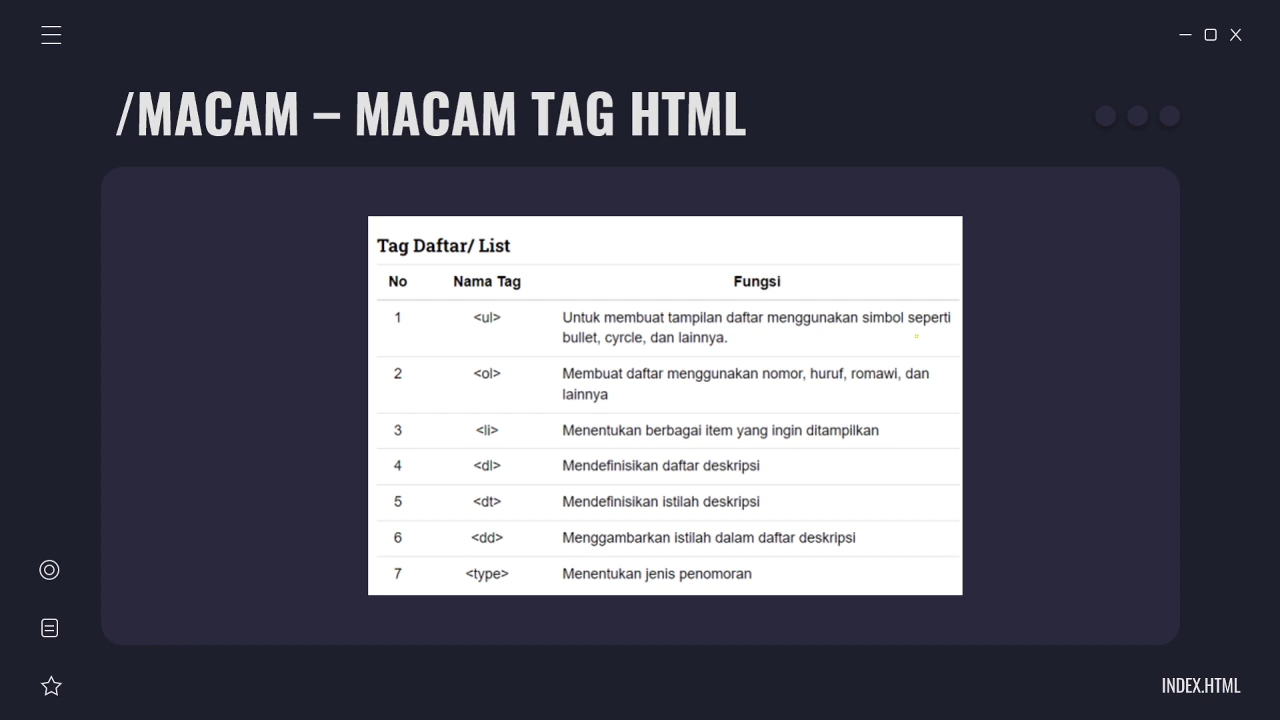 /MACAM – MACAM TAG HTML
Tag Daftar/ List
No Nama Tag Fungsi
1 <ul> Untuk membuat tampilan daftar menggunakan simbol seperti
bullet, cyrcle, dan lainnya.
2 <ol> Membuat daftar menggunakan nomor, huruf, romawi, dan
lainnya
3 <li> Menentukan berbagai item yang ingin ditampilkan
4 <dl> Mendefinisikan daftar deskripsi
5 <dt> Mendefinisikan istilah deskripsi
6 <dd> Menggambarkan istilah dalam daftar deskripsi
7 <type> Menentukan jenis penomoran
INDEX.HTML